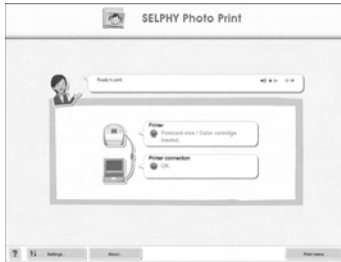 SELPHY Photo Print
Ready to print.
Printer
Postcard size / Color cartridge
loaded.
Printer connection
OK.
? Settings... About... Print menu